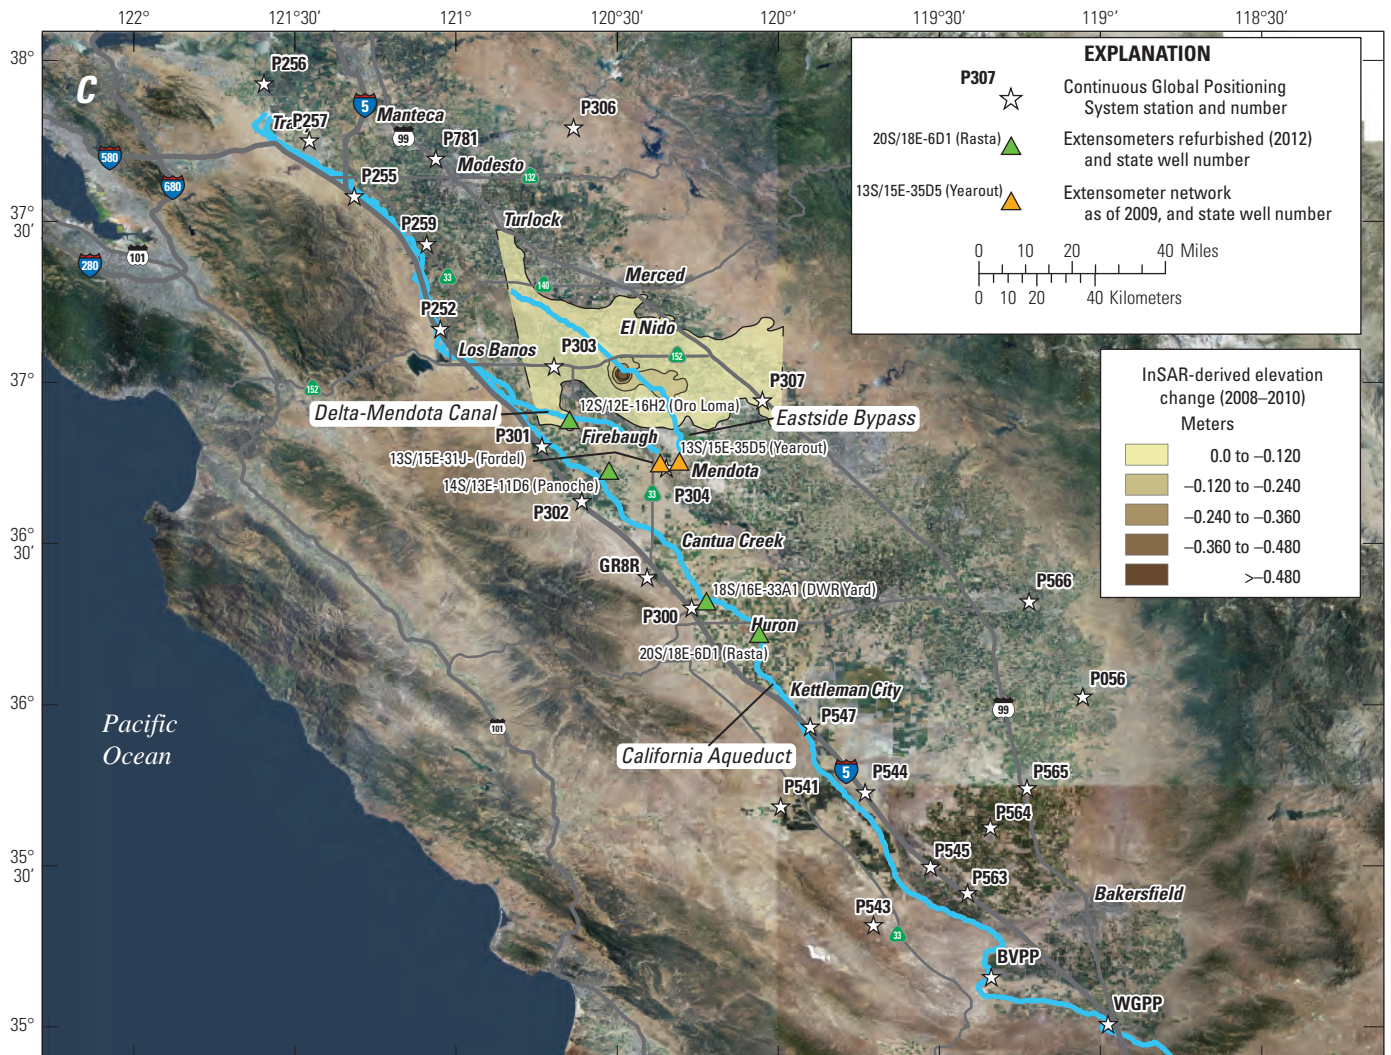 122°
121°30'
121°
120°30'
120°
119°30'
119°
118°30'
38°
37°
30'
37°
36°
30'
36°
35°
30'
35°
C
P256
Tra
P257
5
Manteca
99
P781
Modesto
P306
132
580
680
P255
280
101
P259
33
Turlock
140
Merced
P252
El Nido
Los Banos
P303
152
152
P307
12S/12E-16H2 (Oro Loma)
Delta-Mendota Canal
Eastside Bypass
P301
Firebaugh
13S/15E-35D5 (Yearout)
13S/15E-31J- (Fordel)
Mendota
14S/13E-11D6 (Panoche)
33
P304
P302
Cantua Creek
GR8R
18S/16E-33A1 (DWR Yard)
P566
P300
Huron
20S/18E-6D1 (Rasta)
Kettleman City
P056
99
Pacific
Ocean
101
P547
California Aqueduct
5
P544
P541
P565
P564
P545
P563
Bakersfield
P543
33
BVPP
WGPP
EXPLANATION
P307
Continuous Global Positioning
System station and number
20S/18E-6D1 (Rasta)
Extensometers refurbished (2012)
and state well number
13S/15E-35D5 (Yearout)
Extensometer network
as of 2009, and state well number
0 10 20 40 Miles
0 10 20 40 Kilometers
InSAR-derived elevation
change (2008–2010)
Meters
0.0 to –0.120
–0.120 to –0.240
–0.240 to –0.360
–0.360 to –0.480
>–0.480